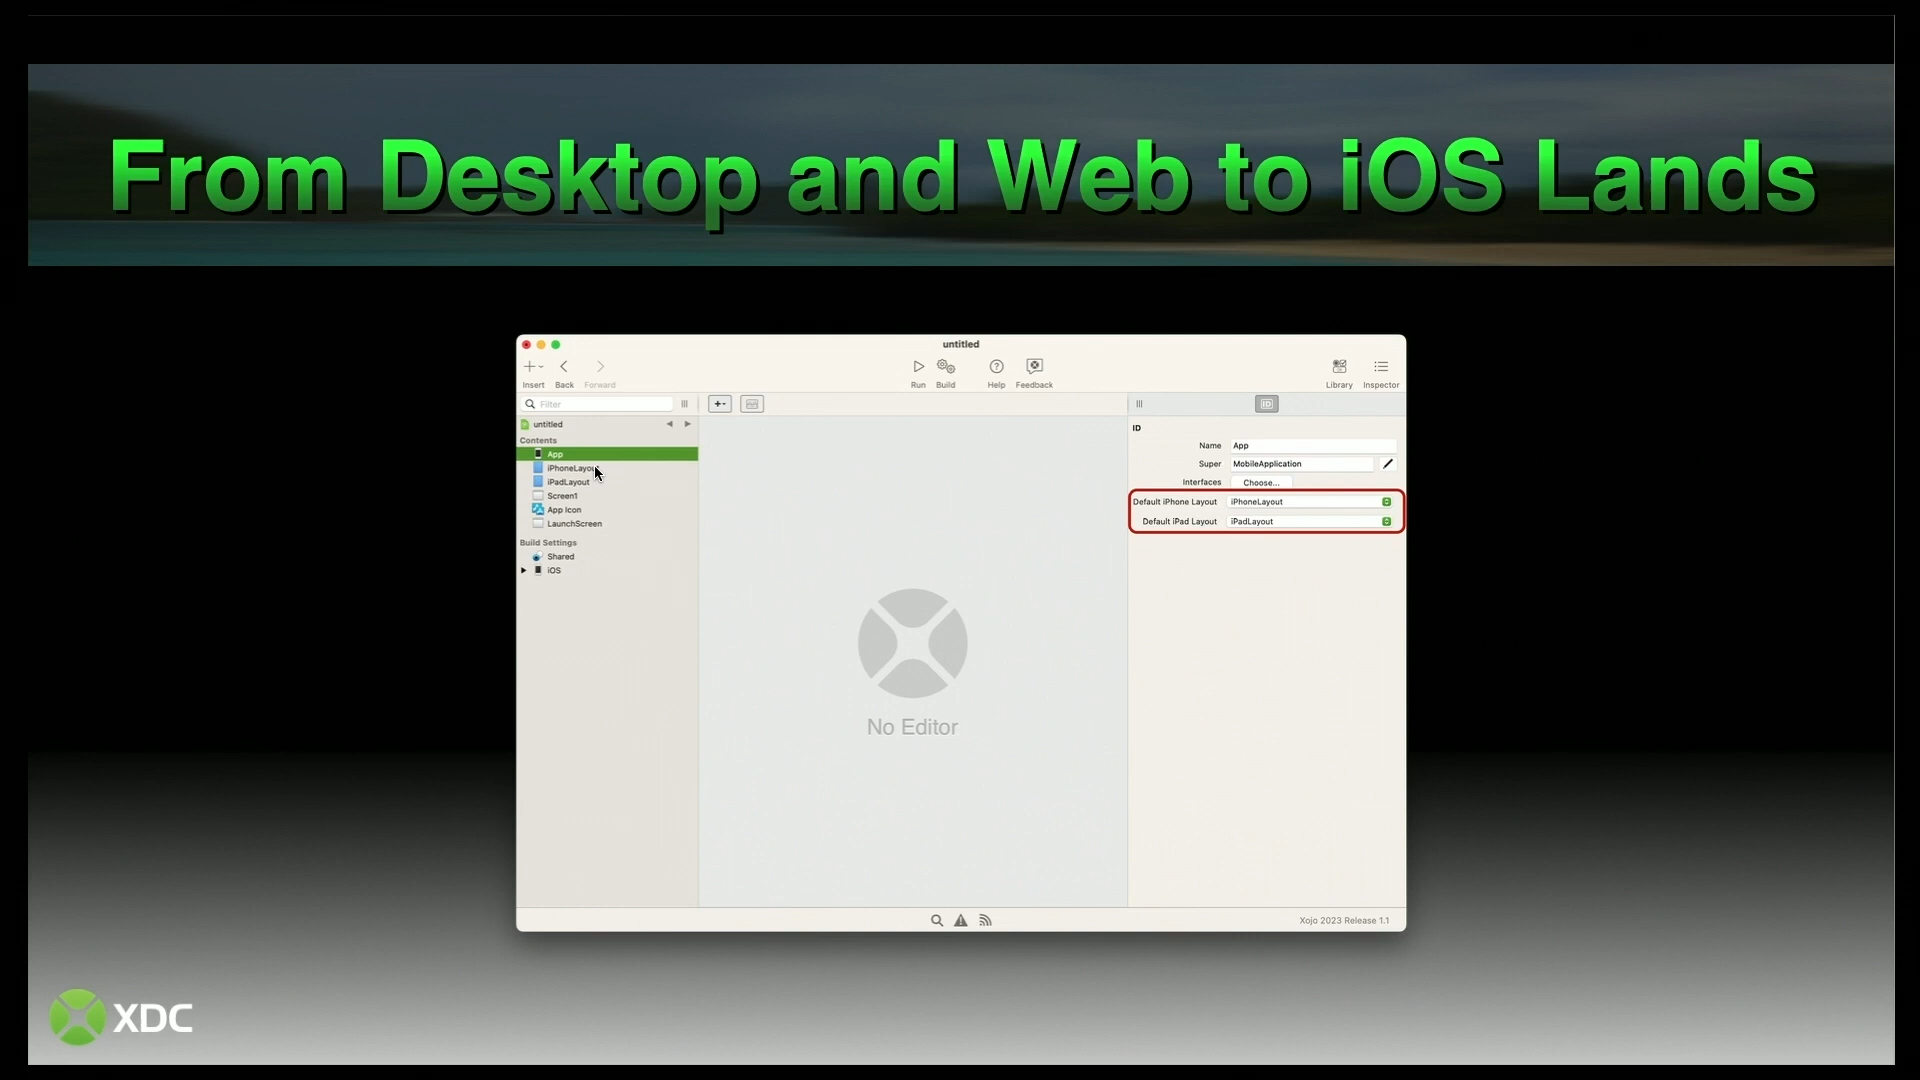 From Desktop and Web to iOS Lands
untitled
Insert Back Forward Run Build Help Feedback Library Inspector
Filter
untitled
Contents
App
iPhoneLayou
iPadLayout
Screen1
App Icon
LaunchScreen
Build Settings
Shared
iOS
No Editor
ID
ID
Name App
Super MobileApplication
Interfaces Choose...
Default iPhone Layout iPhoneLayout
Default iPad Layout iPadLayout
Xojo 2023 Release 1.1
XDC